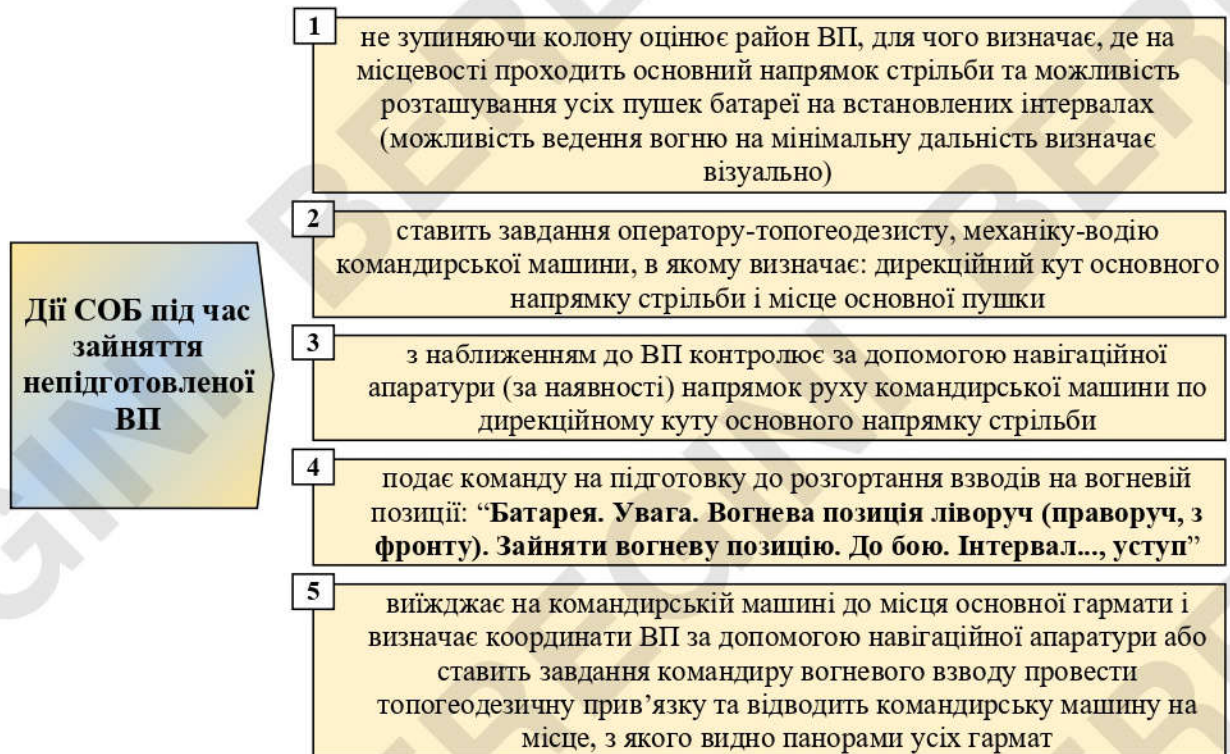 Дії СОБ під час
зайняття
непідготовленої
ВП
1
не зупиняючи колону оцінює район ВП, для чого визначає, де на
місцевості проходить основний напрямок стрільби та можливість
розташування усіх пушек батареї на встановлених інтервалах
(можливість ведення вогню на мінімальну дальність визначає
візуально)
2
ставить завдання оператору-топогеодезисту, механіку-водію
командирської машини, в якому визначає: дирекційний кут основного
напрямку стрільби і місце основної пушки
3
з наближенням до ВП контролює за допомогою навігаційної
апаратури (за наявності) напрямок руху командирської машини по
дирекційному куту основного напрямку стрільби
4
подає команду на підготовку до розгортання взводів на вогневій
позиції: “Батарея. Увага. Вогнева позиція ліворуч (праворуч, з
фронту). Зайняти вогневу позицію. До бою. Інтервал..., уступ”
5
виїжджає на командирській машині до місця основної гармати і
визначає координати ВП за допомогою навігаційної апаратури або
ставить завдання командиру вогневого взводу провести
топогеодезичну прив’язку та відводить командирську машину на
місце, з якого видно панорами усіх гармат